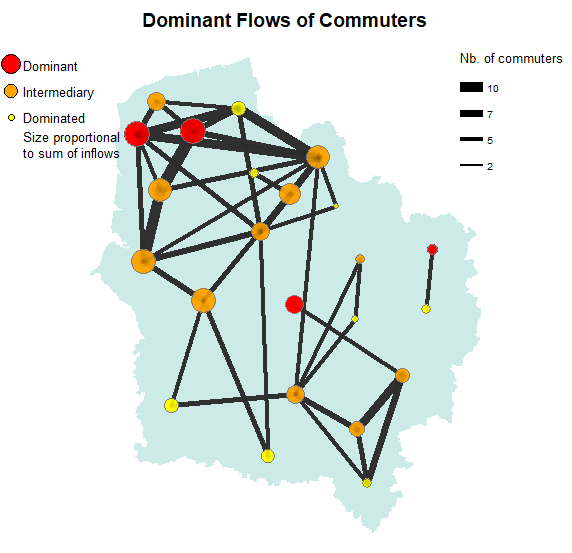 Dominant Flows of Commuters
Dominant
Intermediary
Dominated
Size proportional
to sum of inflows
Nb. of commuters
10
7
5
2